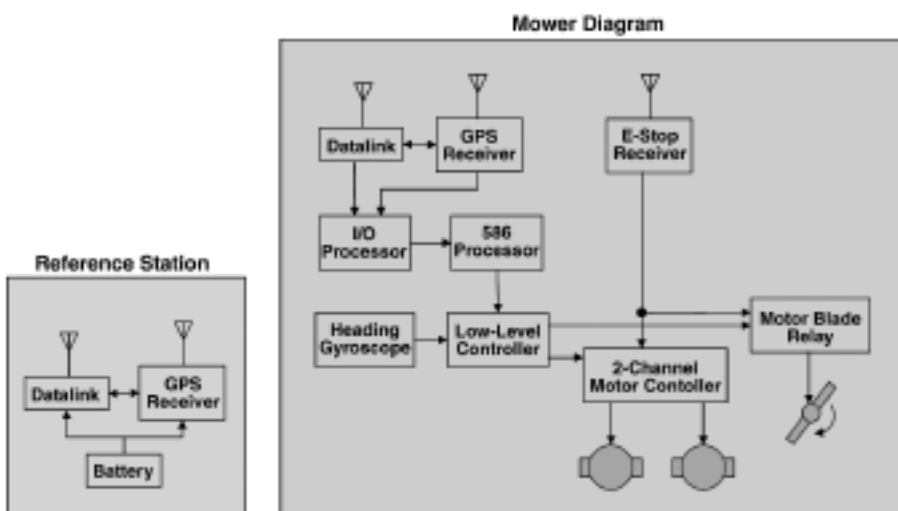 Mower Diagram
Datalink
GPS
Receiver
E-Stop
Receiver
I/O
Processor
586
Processor
Heading
Gyroscope
Low-Level
Controller
Motor Blade
Relay
2-Channel
Motor Contoller
Reference Station
Datalink
GPS
Receiver
Battery